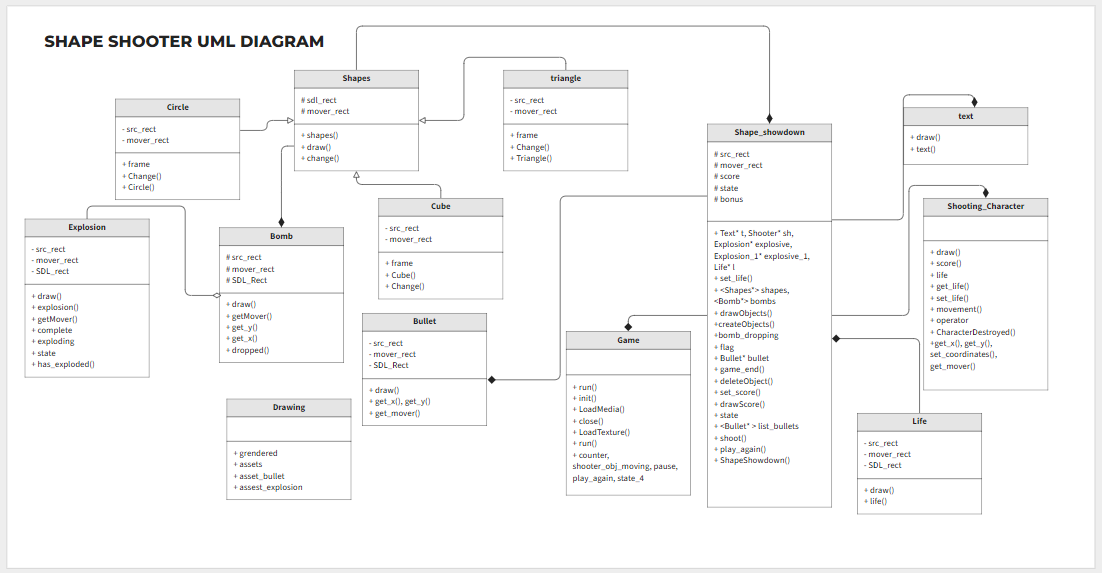 SHAPE SHOOTER UML DIAGRAM
Shapes
# sdl_rect
# mover_rect
+ shapes()
+ draw()
+ change()
triangle
- src_rect
- mover_rect
+ frame
+ Change()
+ Triangle()
Circle
- src_rect
- mover_rect
+ frame
+ Change()
+ Circle()
Shape_showdown
# src_rect
# mover_rect
# score
# state
# bonus
+ Text* t, Shooter* sh,
Explosion* explosive,
Explosion_1* explosive_1,
Life* l
+ set_life()
+ <Shapes*> shapes,
<Bomb*> bombs
+ drawObjects()
+createObjects()
+bomb_dropping
+ flag
+ Bullet* bullet
+ game_end()
+ deleteObject()
+ set_score()
+ drawScore()
+ state
+ <Bullet* > list_bullets
+ shoot()
+ play_again()
+ ShapeShowdown()
text
+ draw()
+ text()
Shooting_Character
+ draw()
+ score()
+ life
+ get_life()
+ set_life()
+ movement()
+ operator
+ CharacterDestroyed()
+get_x(), get_y(),
set_coordinates(),
get_mover()
Explosion
- src_rect
- mover_rect
- SDL_rect
+ draw()
+ explosion()
+ getMover()
+ complete
+ exploding
+ state
+ has_exploded()
Bomb
# src_rect
# mover_rect
# SDL_Rect
+ draw()
+ getMover()
+ get_y()
+ get_x()
+ dropped()
Cube
- src_rect
- mover_rect
+ frame
+ Cube()
+ Change()
Bullet
- src_rect
- mover_rect
- SDL_Rect
+ draw()
+ get_x(), get_y()
+ get_mover()
Game
+ run()
+ init()
+ LoadMedia()
+ close()
+ LoadTexture()
+ run()
+ counter,
shooter_obj_moving, pause,
play_again, state_4
Drawing
+ grendered
+ assets
+ asset_bullet
+ assest_explosion
Life
- src_rect
- mover_rect
- SDL_rect
+ draw()
+ life()